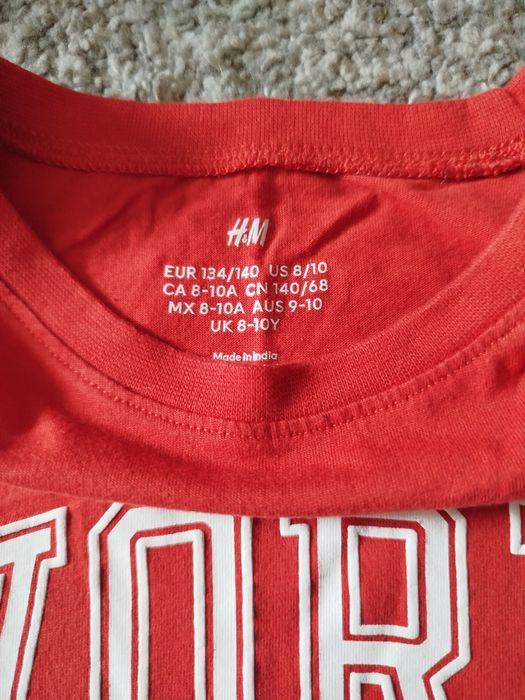 H&M
EUR 134/140 US 8/10
CA 8-10A CN 140/68
MX 8-10A AUS 9-10
UK 8-10Y
Made in India